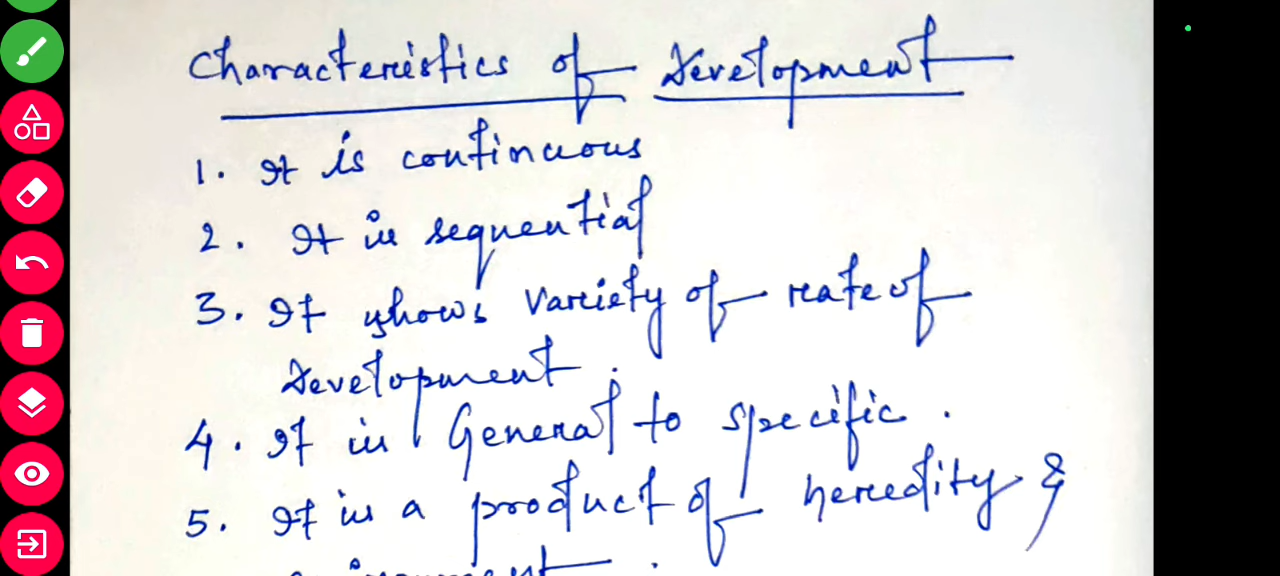 Characteristics of Development
1. It is continuous
2. It is sequential
3. It shows variety of rate of
Development.
4. It is General to specific.
5. It is a product of heredity &